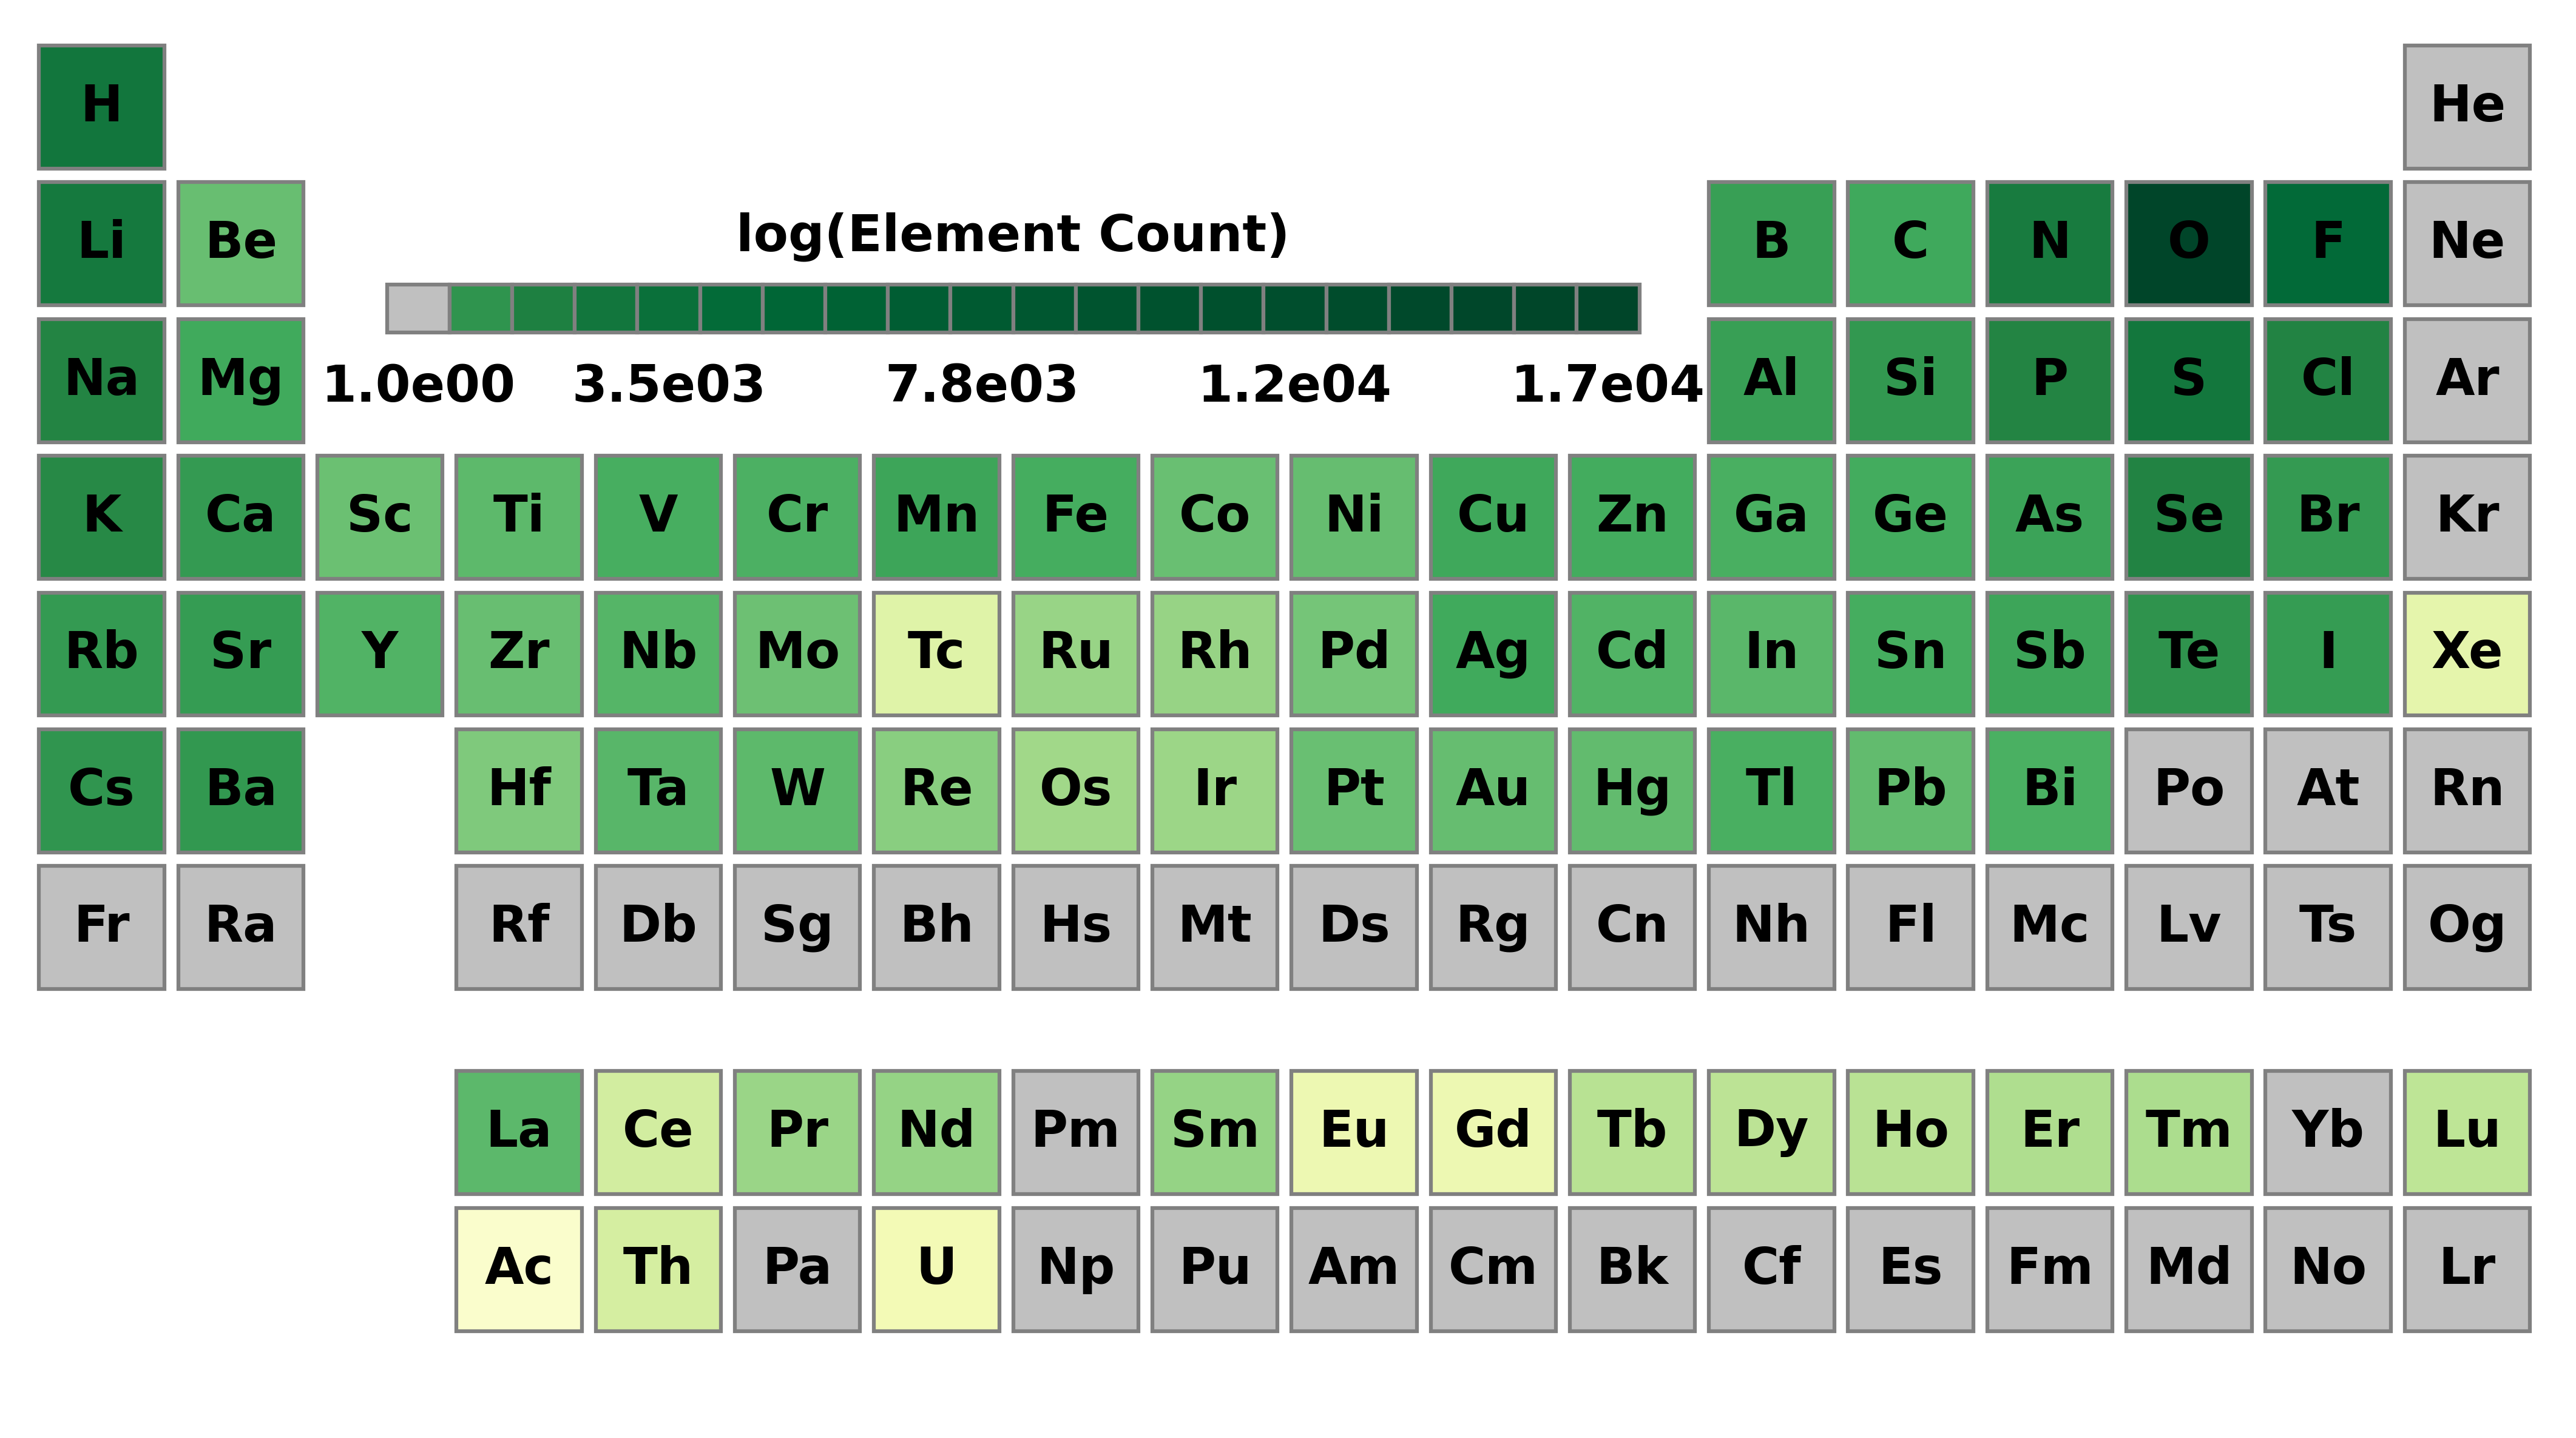 H He
Li Be B C N O F Ne
log(Element Count)
Na Mg Al Si P S Cl Ar
1.0e00 3.5e03 7.8e03 1.2e04 1.7e04
K Ca Sc Ti V Cr Mn Fe Co Ni Cu Zn Ga Ge As Se Br Kr
Rb Sr Y Zr Nb Mo Tc Ru Rh Pd Ag Cd In Sn Sb Te I Xe
Cs Ba Hf Ta W Re Os Ir Pt Au Hg Tl Pb Bi Po At Rn
Fr Ra Rf Db Sg Bh Hs Mt Ds Rg Cn Nh Fl Mc Lv Ts Og
La Ce Pr Nd Pm Sm Eu Gd Tb Dy Ho Er Tm Yb Lu
Ac Th Pa U Np Pu Am Cm Bk Cf Es Fm Md No Lr